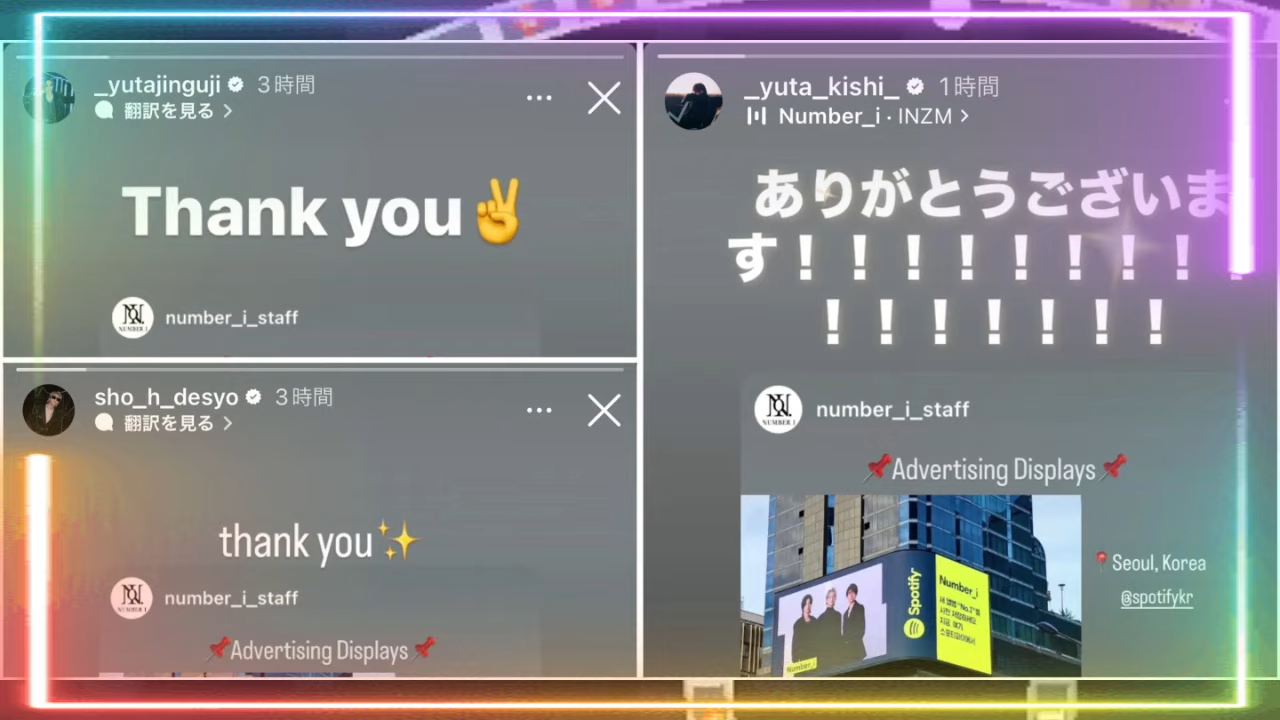 _yutajinguji 3時間
翻訳を見る
Thank you✌
number_i_staff
sho_h_desyo 3時間
翻訳を見る
thank you✨
number_i_staff
📌Advertising Displays📌
_yuta_kishi_ 1時間
Number_i · INZM
ありがとうございま
す！！！！！！！！
！！！！！！！
number_i_staff
📌Advertising Displays📌
📍Seoul, Korea
@spotifykr
Spotify
Number_i
Number_i